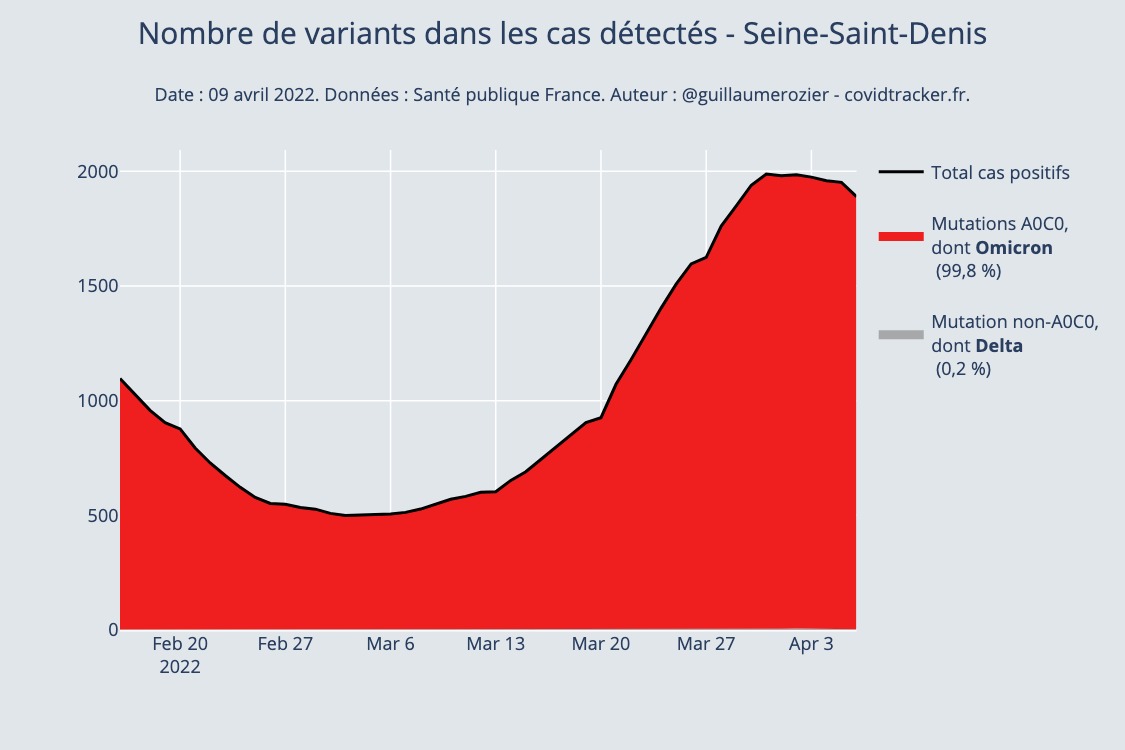 Nombre de variants dans les cas détectés - Seine-Saint-Denis
Date : 09 avril 2022. Données : Santé publique France. Auteur : @guillaumerozier - covidtracker.fr.
2000
1500
1000
500
0
Feb 20
2022
Feb 27
Mar 6
Mar 13
Mar 20
Mar 27
Apr 3
Total cas positifs
Mutations A0C0,
dont Omicron
(99,8 %)
Mutation non-A0C0,
dont Delta
(0,2 %)